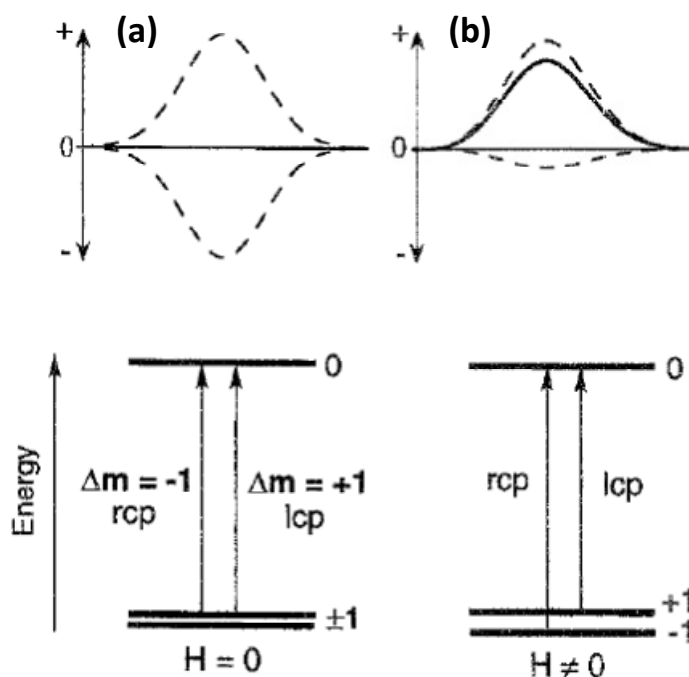 + (a)
0
-
+ (b)
0
-
Energy
0
Δm = -1
rcp
Δm = +1
lcp
±1
H = 0
0
rcp
lcp
+1
-1
H ≠ 0